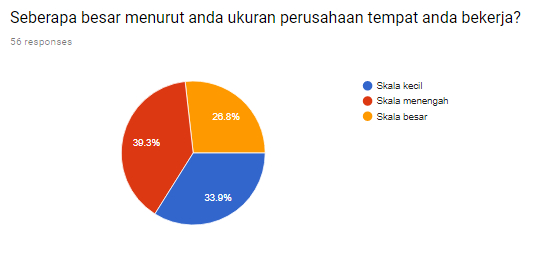 Seberapa besar menurut anda ukuran perusahaan tempat anda bekerja?
56 responses
Skala kecil
Skala menengah
Skala besar
26.8%
39.3%
33.9%